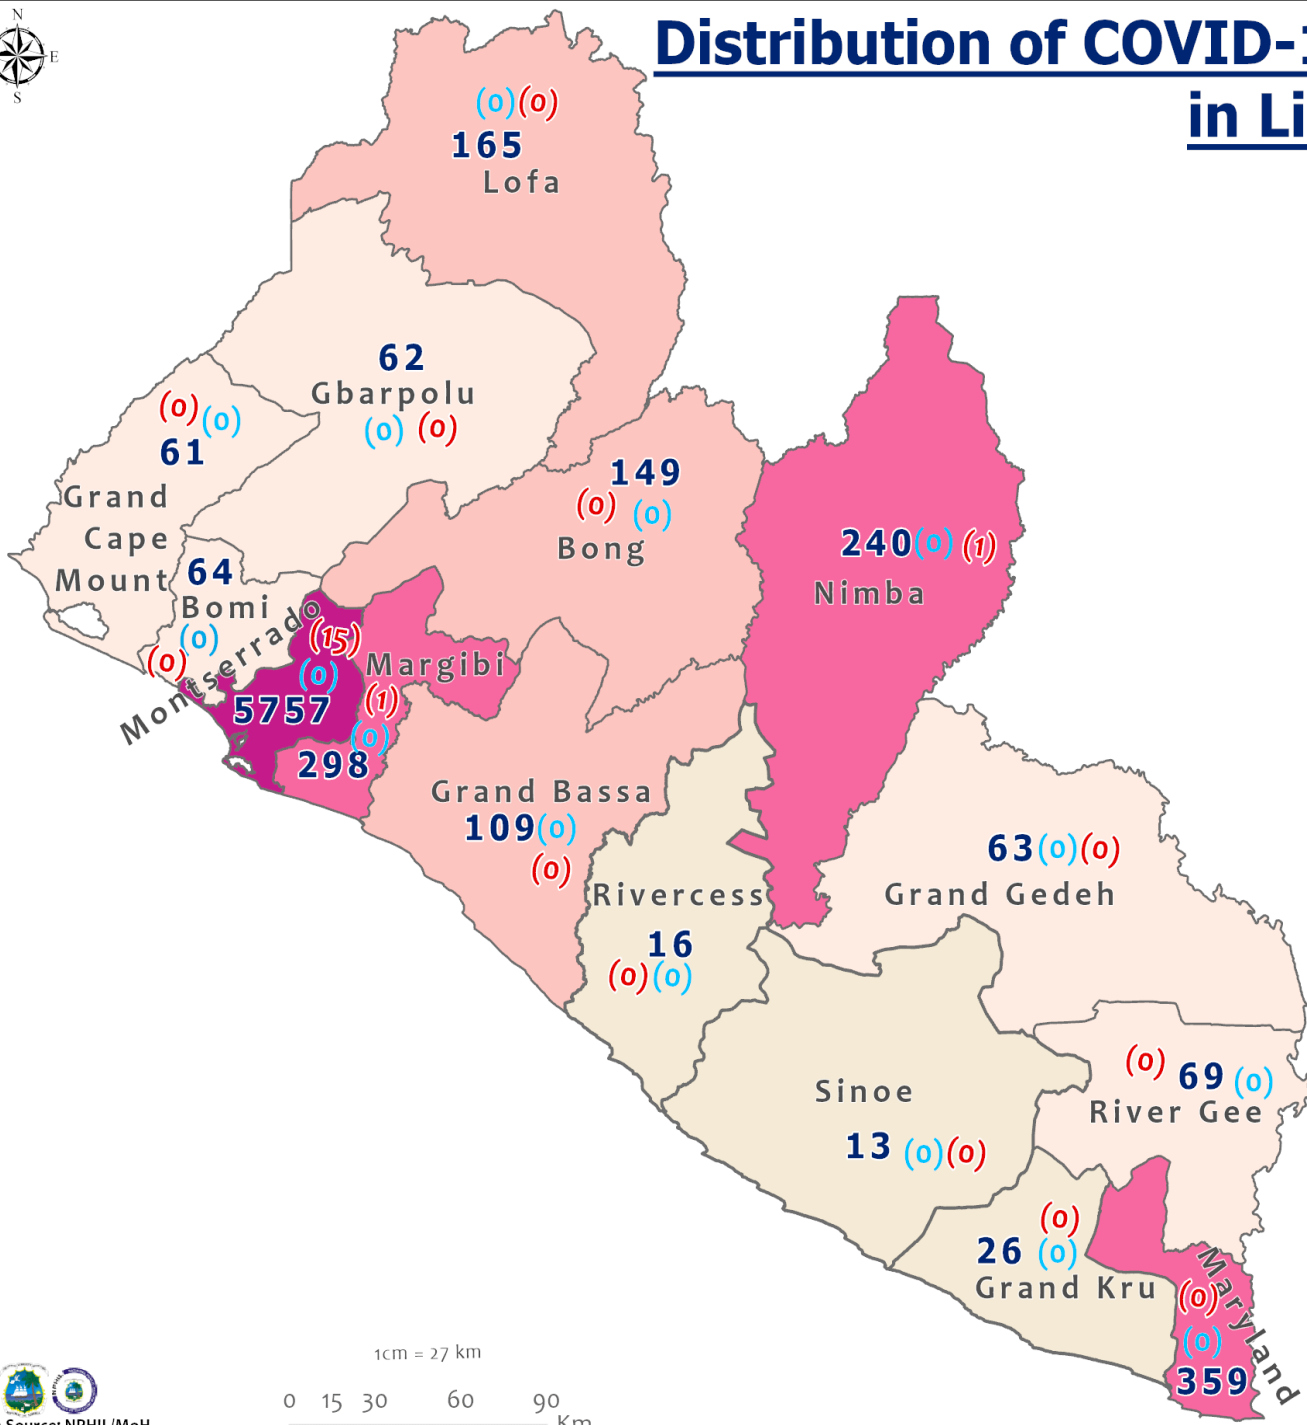 N
E
S
Distribution of COVID-1
in Li
(0)(0)
165
Lofa
62
Gbarpolu
(0) (0)
(0)(0)
61
Grand
Cape
Mount
149
(0) (0)
Bong
240(0) (1)
Nimba
64
Bomi
(0)
(0)
Montserrado
(15)
(0)
5757
Margibi
(1)
(0)
298
Grand Bassa
109(0)
(0)
Rivercess
16
(0)(0)
63(0)(0)
Grand Gedeh
(0) 69 (0)
River Gee
Sinoe
13 (0)(0)
(0)
26 (0)
Grand Kru
Maryland
(0)
(0)
359
1cm = 27 km
0 15 30 60 90
Km
Source: NPHIL/MoH